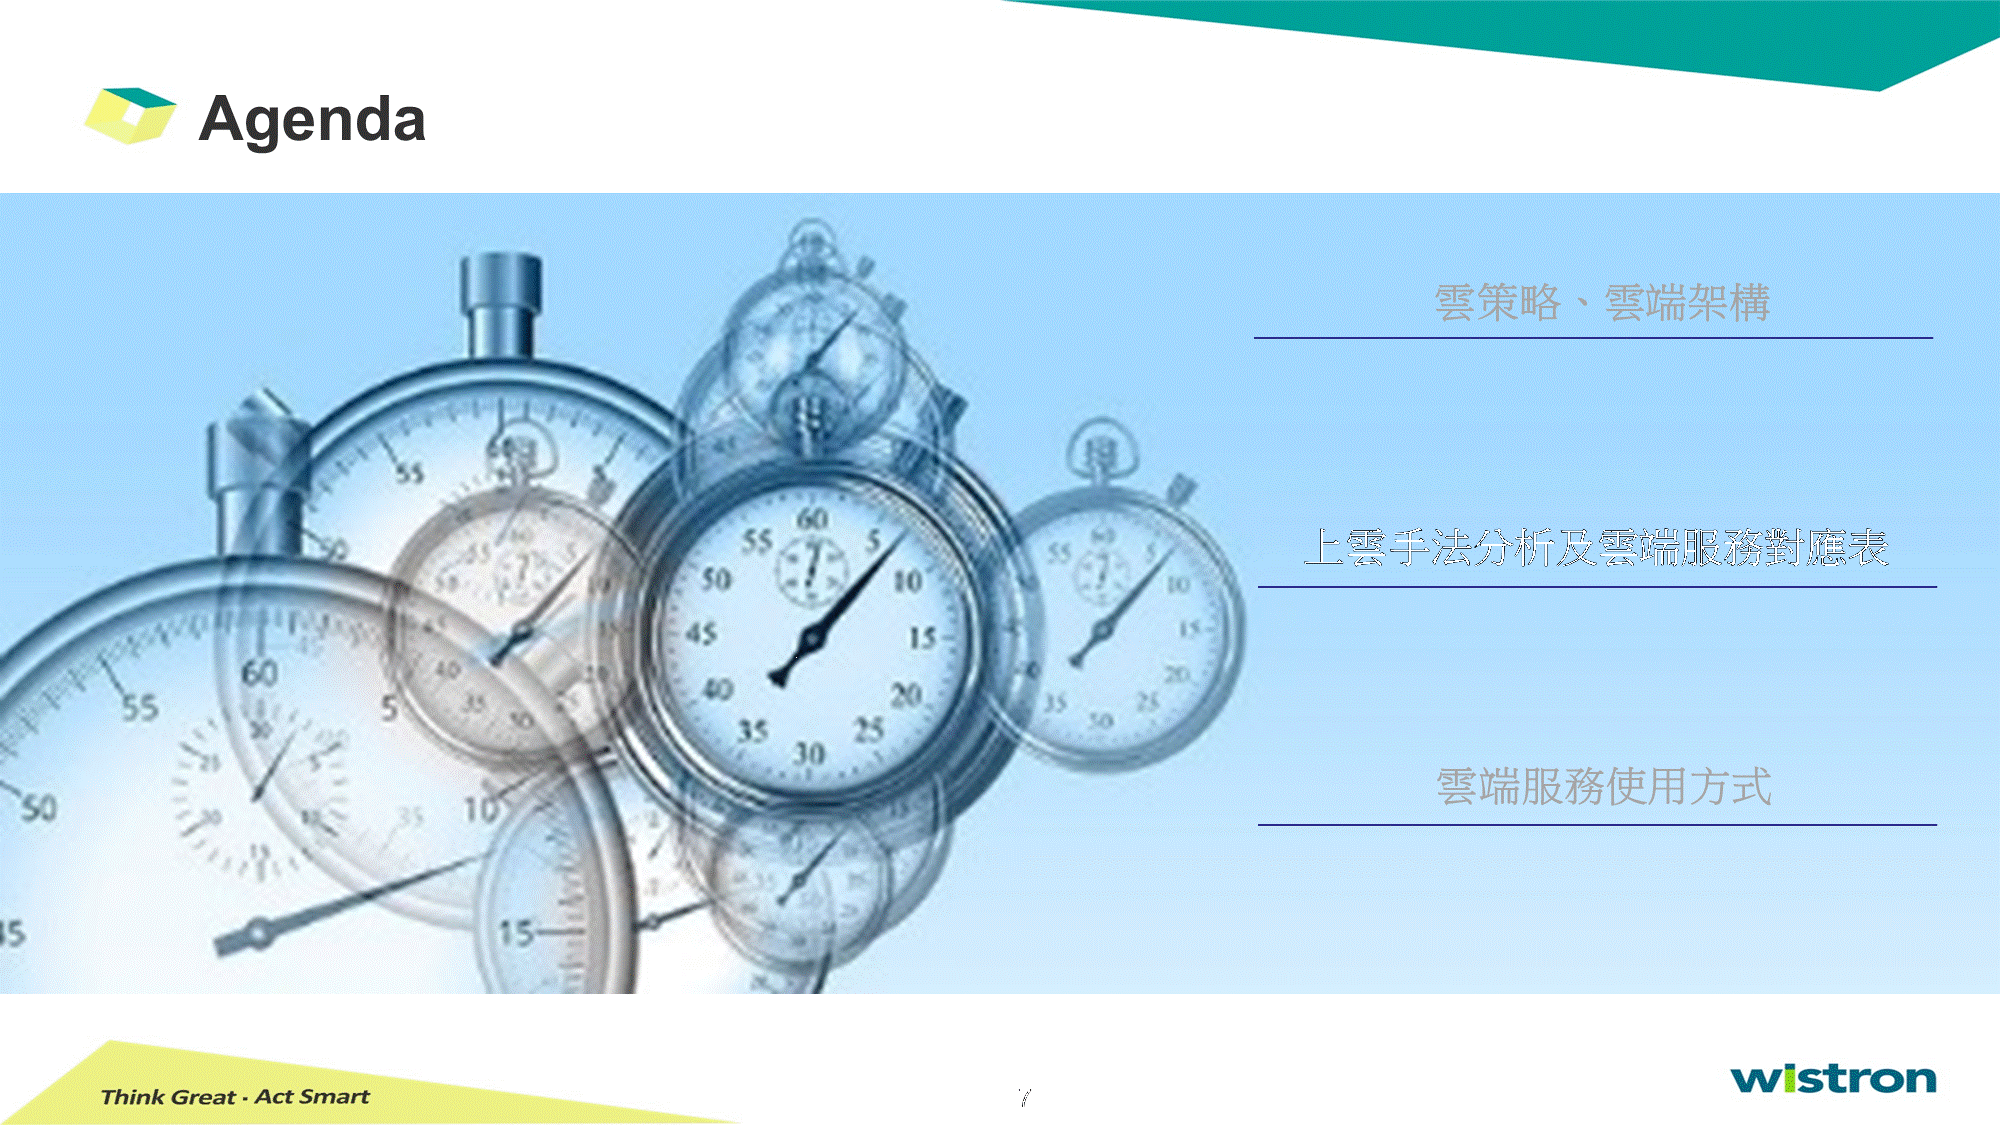 Agenda
雲策略、雲端架構
上雲手法分析及雲端服務對應表
雲端服務使用方式
Think Great · Act Smart
7
wistron